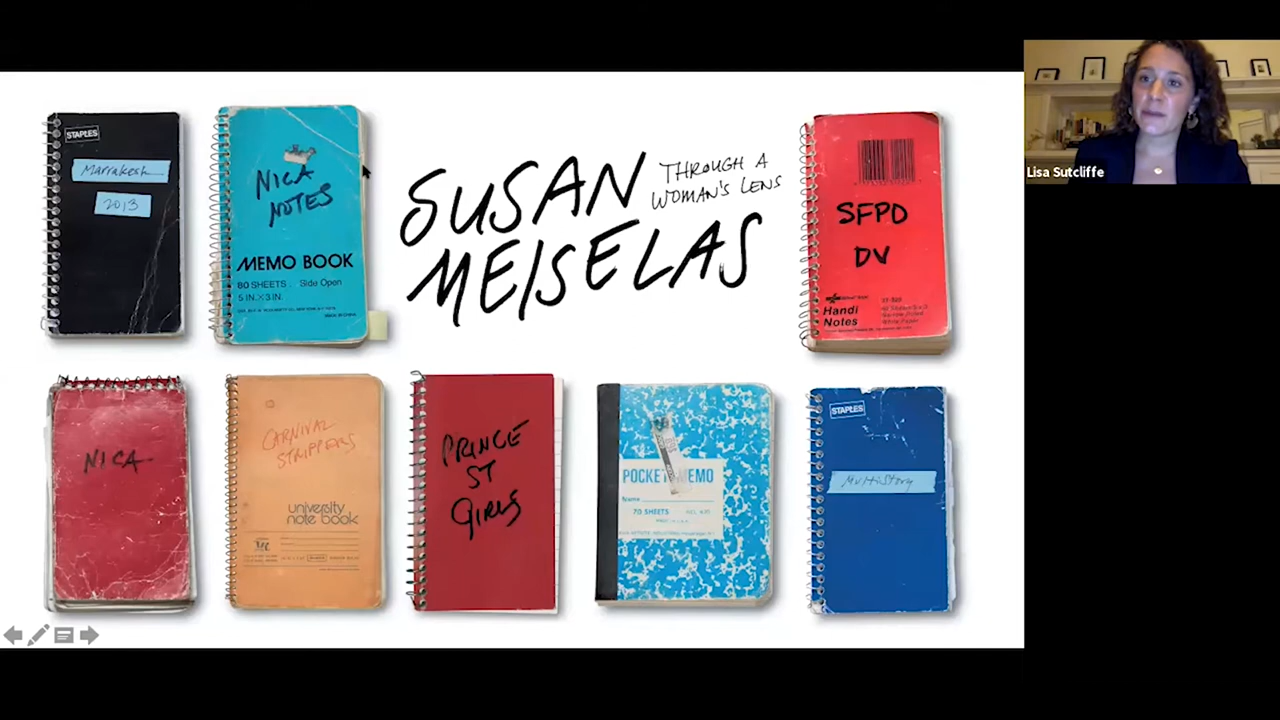 STAPLES
Marrakesh
2013
NICA
NOTES
MEMO BOOK
80 SHEETS Side Open
5 IN. X 3 IN.
SUSAN
MEISELAS
THROUGH A
WOMAN'S LENS
SFPD
DV
Handi
Notes
Lisa Sutcliffe
NICA
CARNIVAL
STRIPPERS
university
note book
PRINCE
ST
GIRLS
POCKET MEMO
Name
70 SHEETS
STAPLES
Multistory